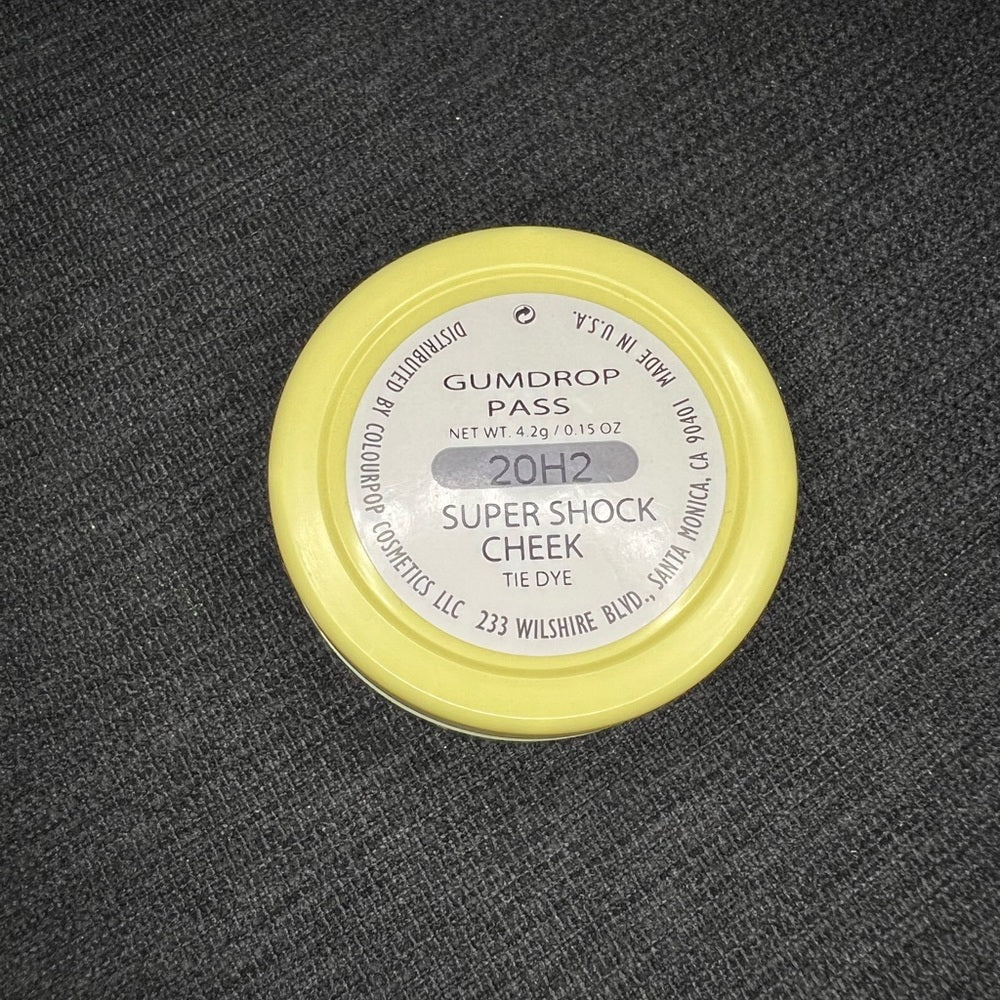 GUMDROP
PASS
NET WT. 4.2g / 0.15 OZ
20H2
SUPER SHOCK
CHEEK
TIE DYE
DISTRIBUTED BY COLOURPOP COSMETICS LLC 233 WILSHIRE BLVD., SANTA MONICA, CA 90401 MADE IN U.S.A.